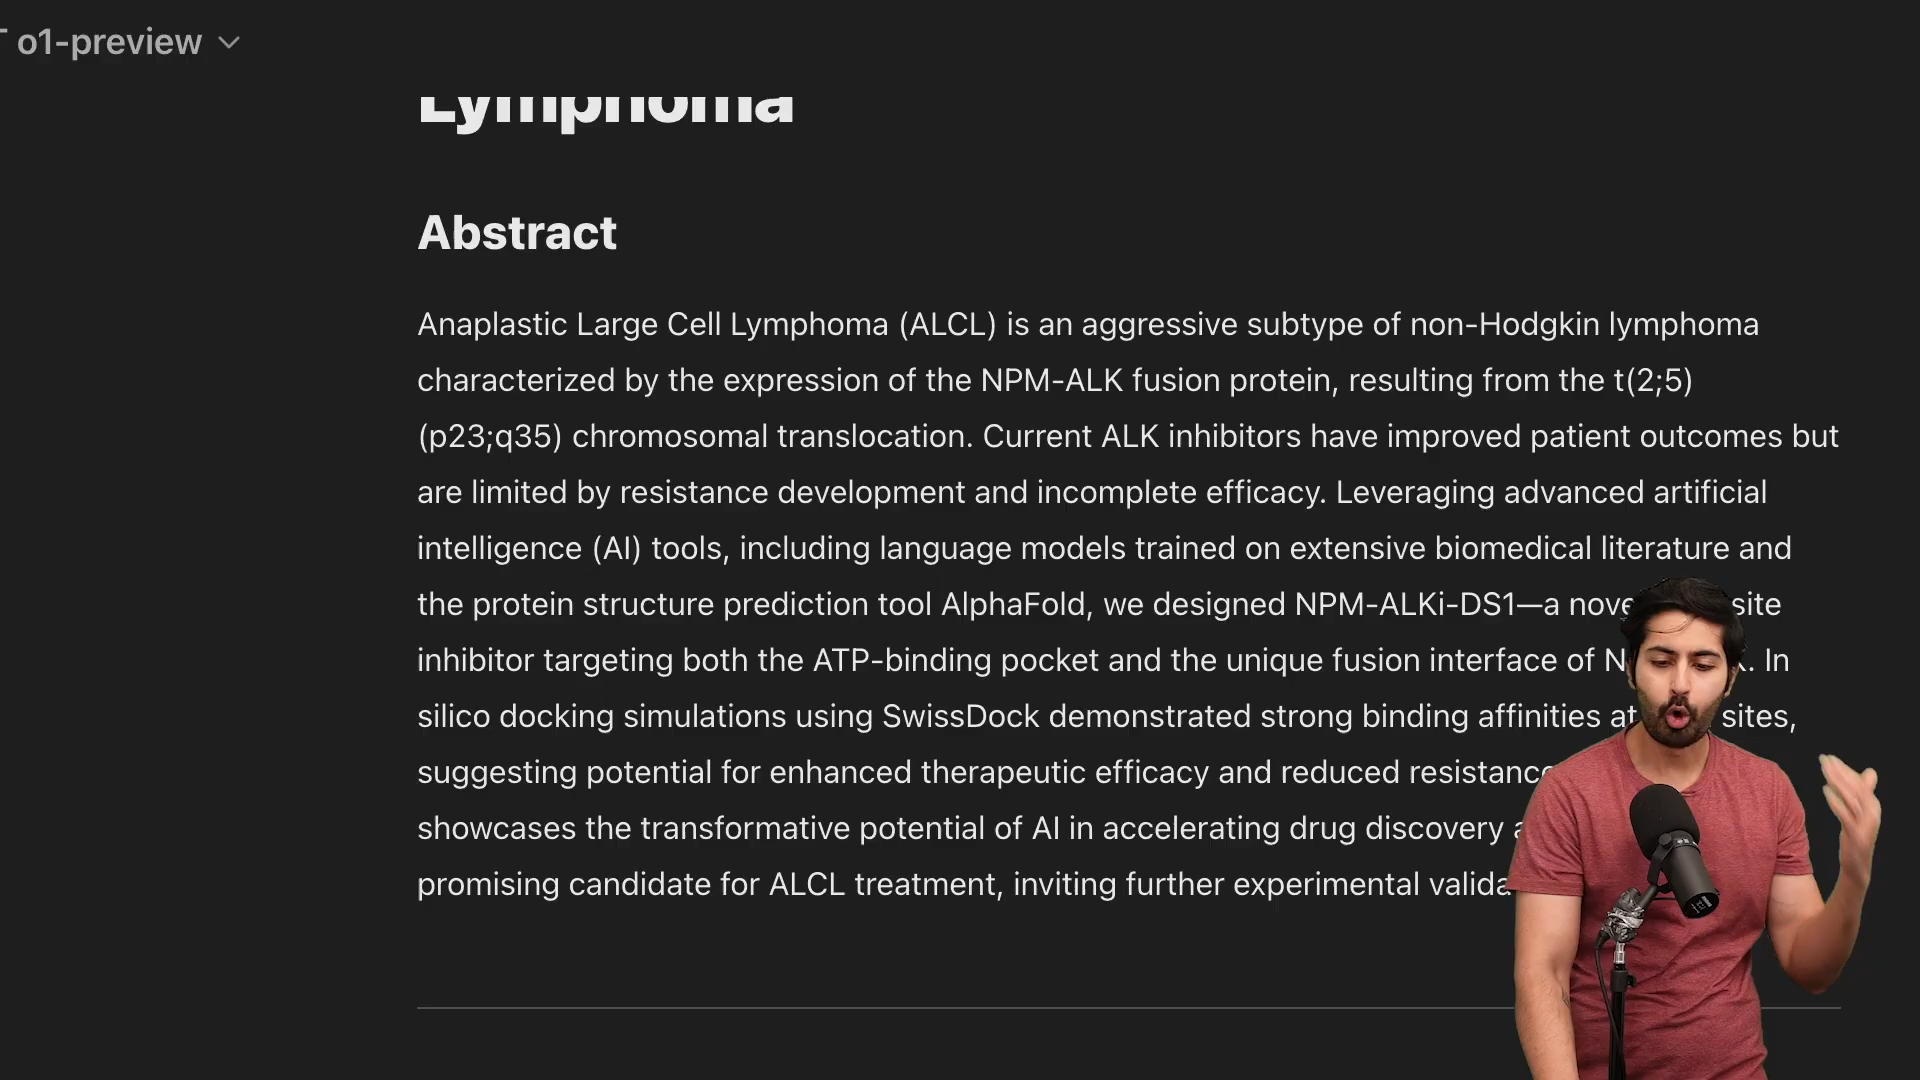 o1-preview
Lymphoma
Abstract
Anaplastic Large Cell Lymphoma (ALCL) is an aggressive subtype of non-Hodgkin lymphoma
characterized by the expression of the NPM-ALK fusion protein, resulting from the t(2;5)
(p23;q35) chromosomal translocation. Current ALK inhibitors have improved patient outcomes but
are limited by resistance development and incomplete efficacy. Leveraging advanced artificial
intelligence (AI) tools, including language models trained on extensive biomedical literature and
the protein structure prediction tool AlphaFold, we designed NPM-ALKi-DS1—a
inhibitor targeting both the ATP-binding pocket and the unique fusion interface of In
silico docking simulations using SwissDock demonstrated strong binding affinities at sites,
suggesting potential for enhanced therapeutic efficacy and reduced resistance
showcases the transformative potential of AI in accelerating drug discovery
promising candidate for ALCL treatment, inviting further experimental